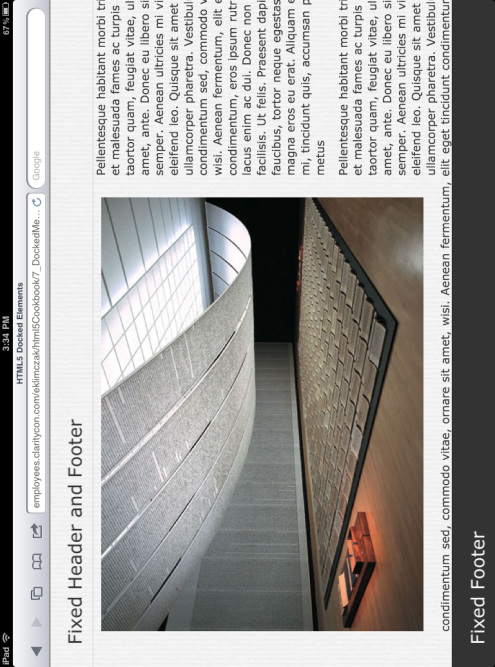 iPad
3:34 PM
67%
HTML5 Docked Elements
employees.claritycon.com/eklimczak/html5Cookbook/7_DockedMe...
Google
Fixed Header and Footer
Pellentesque habitant morbi tri
et malesuada fames ac turpis
taortor quam, feugiat vitae, ul
amet, ante. Donec eu libero si
semper. Aenean ultricies mi vi
eleifend leo. Quisque sit amet
ullamcorper pharetra. Vestibul
condimentum sed, commodo v
wisi. Aenean fermentum, elit e
condimentum, eros ipsum rutr
lacus enim ac dui. Donec non
facilisis. Ut felis. Praesent dapi
faucibus, tortor neque egestas
magna eros eu erat. Aliquam e
mi, tincidunt quis, accumsan p
metus
Pellentesque habitant morbi tri
et malesuada fames ac turpis
taortor quam, feugiat vitae, ul
amet, ante. Donec eu libero si
semper. Aenean ultricies mi vi
eleifend leo. Quisque sit amet
ullamcorper pharetra. Vestibul
condimentum sed, commodo vitae, ornare sit amet, wisi. Aenean fermentum, elit eget tincidunt condimentum
Fixed Footer